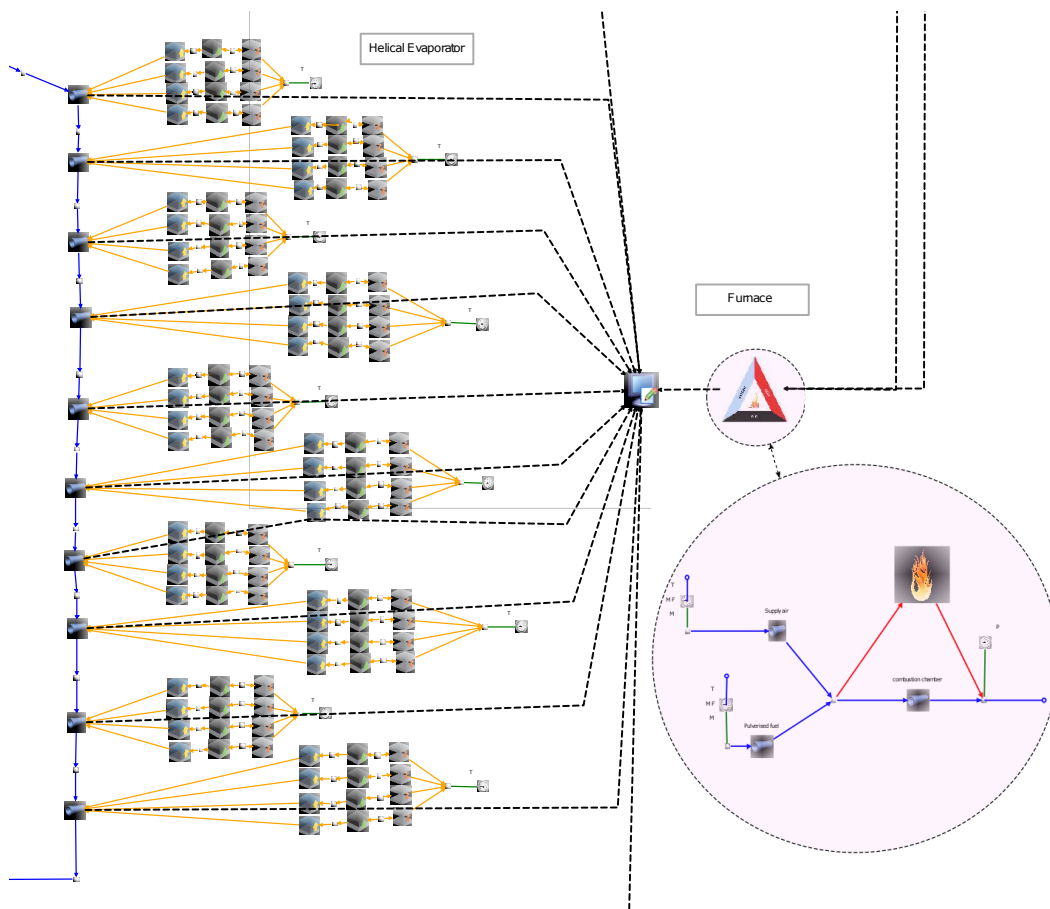 Helical Evaporator
T
T
T
Furnace
T
T
T
T
T
MF
M
Supply air
P
combustion chamber
T
MF
M
Pulverised fuel
T
T
T